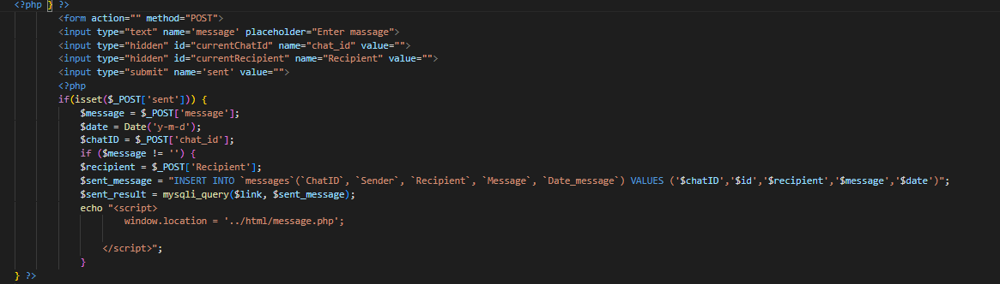 <?php } ?>
<form action="" method="POST">
<input type="text" name='message' placeholder="Enter massage">
<input type="hidden" id="currentChatId" name="chat_id" value="">
<input type="hidden" id="currentRecipient" name="Recipient" value="">
<input type="submit" name='sent' value="">
<?php
if(isset($_POST['sent'])) {
$message = $_POST['message'];
$date = Date('y-m-d');
$chatID = $_POST['chat_id'];
if ($message != '') {
$recipient = $_POST['Recipient'];
$sent_message = "INSERT INTO `messages`(`ChatID`, `Sender`, `Recipient`, `Message`, `Date_message`) VALUES ('$chatID','$id','$recipient','$message','$date')";
$sent_result = mysqli_query($link, $sent_message);
echo "<script>
window.location = '../html/message.php';
</script>";
}
} ?>